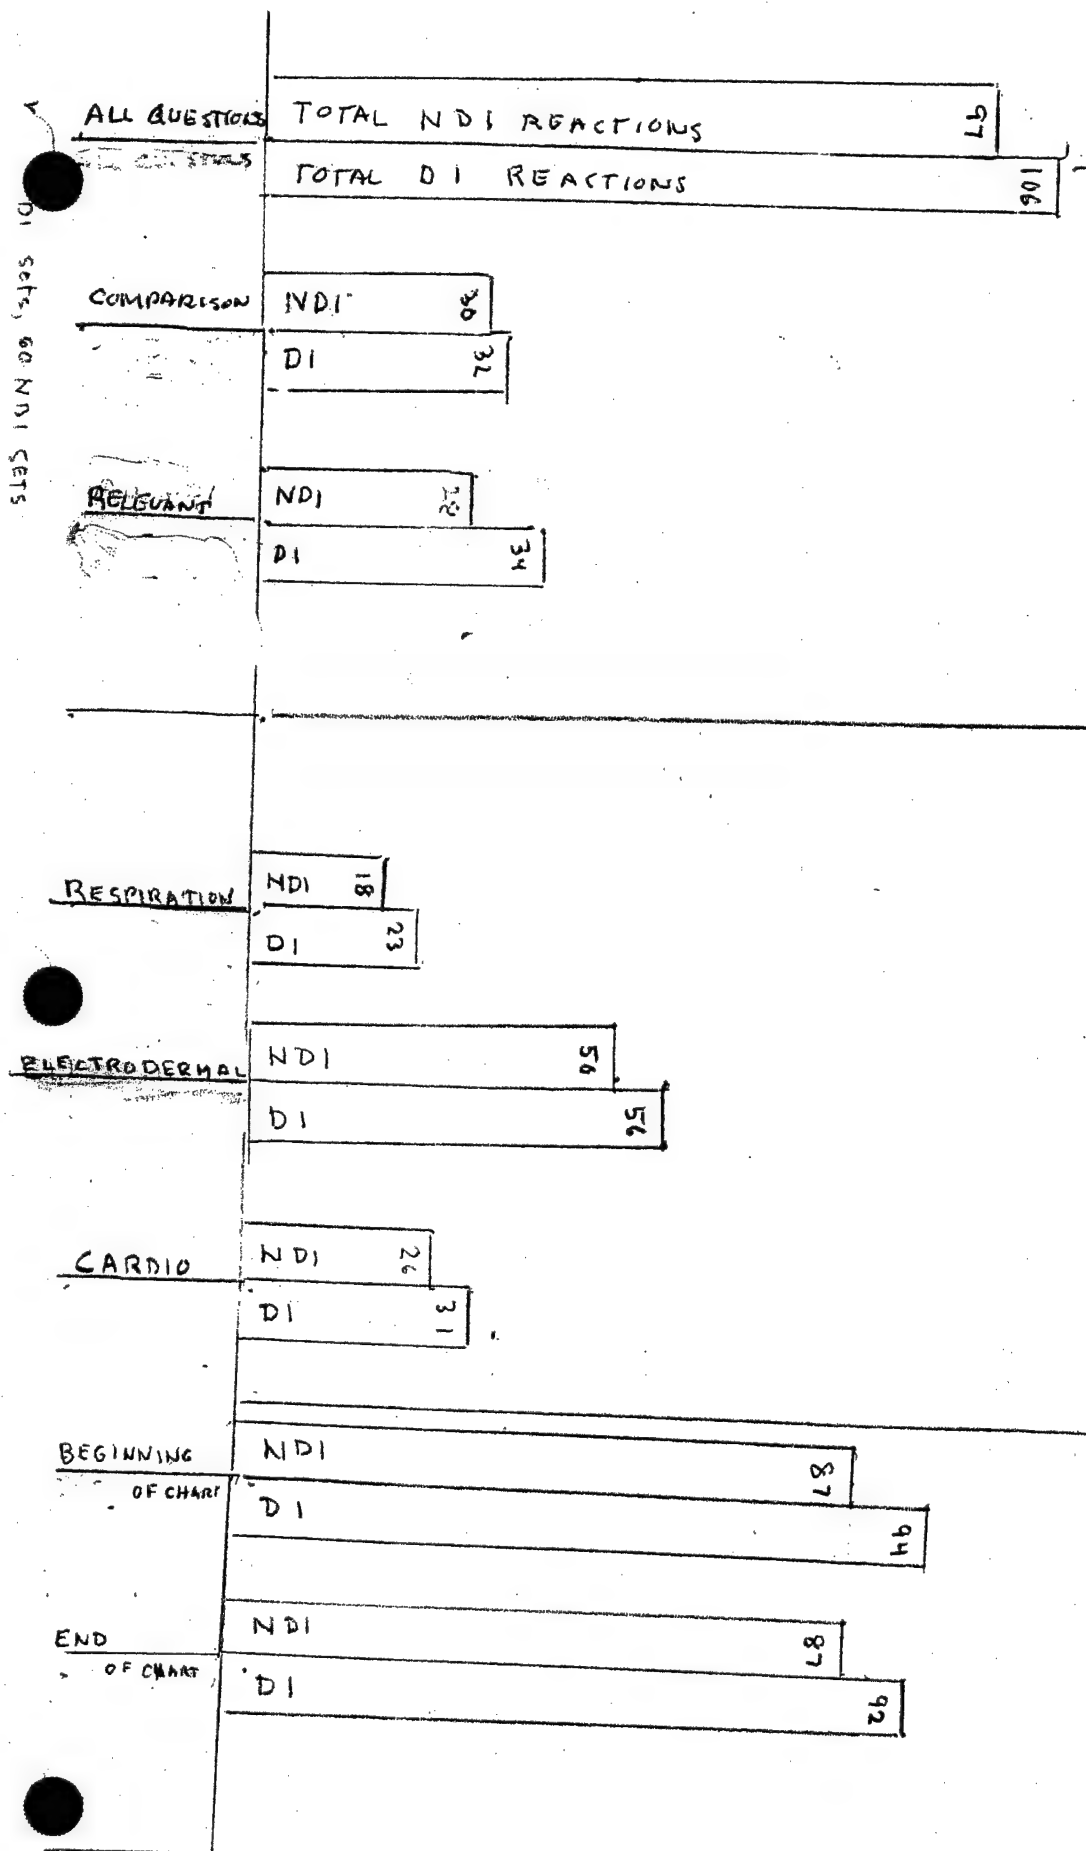 ALL QUESTIONS
TOTAL NDI REACTIONS 97
TOTAL DI REACTIONS 106
DI sets, 60 NDI SETS
COMPARISON
NDI 30
DI 32
RELEVANT
NDI 28
DI 34
RESPIRATION
NDI 18
DI 23
ELECTRODERMAL
NDI 50
DI 56
CARDIO
NDI 26
DI 31
BEGINNING
OF CHART
NDI 87
DI 94
END
OF CHART
NDI 87
DI 92